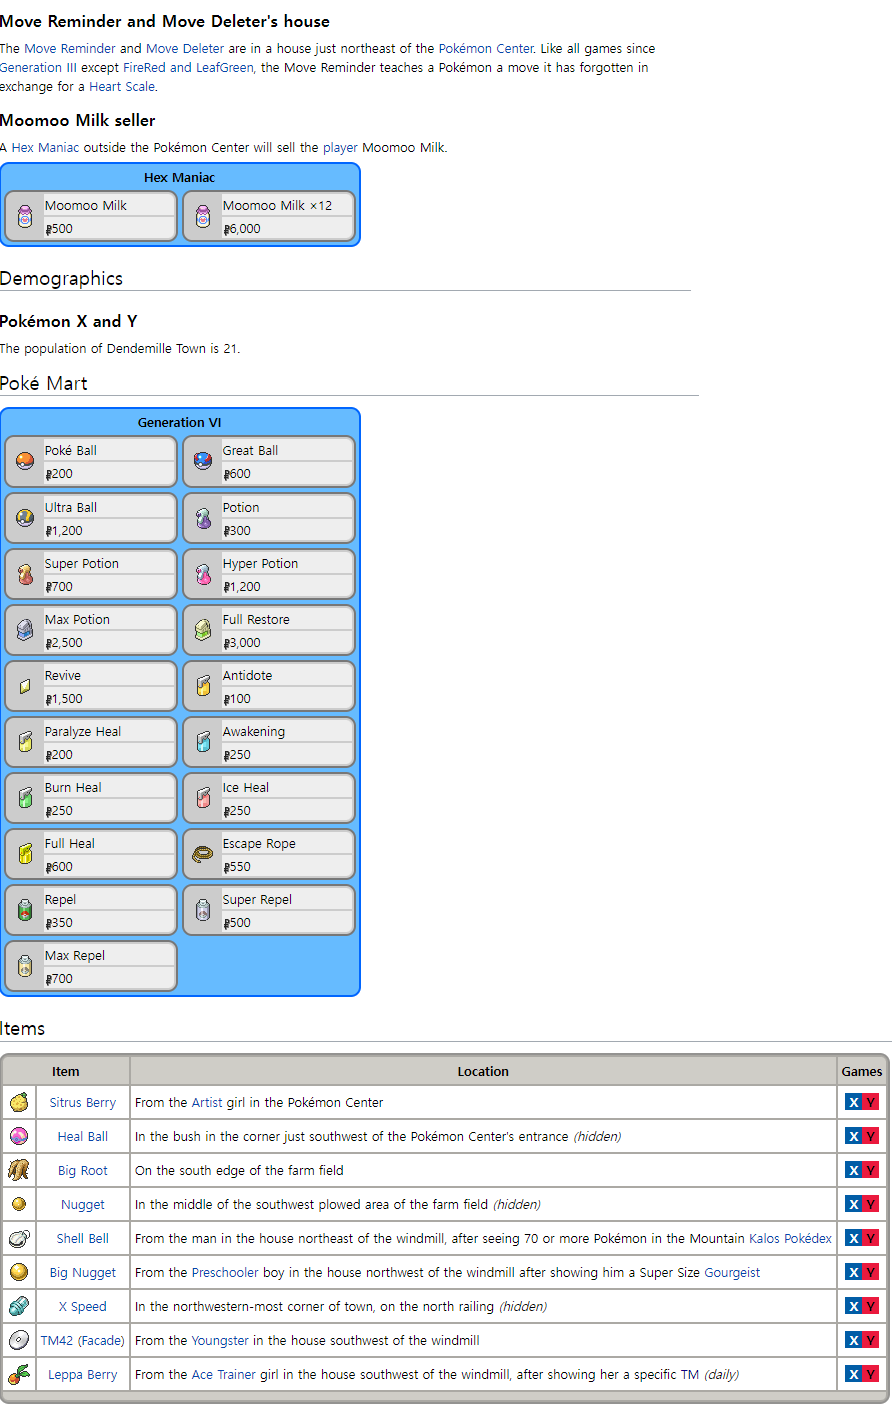 Move Reminder and Move Deleter's house
The Move Reminder and Move Deleter are in a house just northeast of the Pokémon Center. Like all games since
Generation III except FireRed and LeafGreen, the Move Reminder teaches a Pokémon a move it has forgotten in
exchange for a Heart Scale.
Moomoo Milk seller
A Hex Maniac outside the Pokémon Center will sell the player Moomoo Milk.
Hex Maniac
Moomoo Milk
₽500
Moomoo Milk ×12
₽6,000
Demographics
Pokémon X and Y
The population of Dendemille Town is 21.
Poké Mart
Generation VI
Poké Ball
₽200
Great Ball
₽600
Ultra Ball
₽1,200
Potion
₽300
Super Potion
₽700
Hyper Potion
₽1,200
Max Potion
₽2,500
Full Restore
₽3,000
Revive
₽1,500
Antidote
₽100
Paralyze Heal
₽200
Awakening
₽250
Burn Heal
₽250
Ice Heal
₽250
Full Heal
₽600
Escape Rope
₽550
Repel
₽350
Super Repel
₽500
Max Repel
₽700
Items
Item Location Games
Sitrus Berry From the Artist girl in the Pokémon Center X Y
Heal Ball In the bush in the corner just southwest of the Pokémon Center's entrance (hidden) X Y
Big Root On the south edge of the farm field X Y
Nugget In the middle of the southwest plowed area of the farm field (hidden) X Y
Shell Bell From the man in the house northeast of the windmill, after seeing 70 or more Pokémon in the Mountain Kalos Pokédex X Y
Big Nugget From the Preschooler boy in the house northwest of the windmill after showing him a Super Size Gourgeist X Y
X Speed In the northwestern-most corner of town, on the north railing (hidden) X Y
TM42 (Facade) From the Youngster in the house southwest of the windmill X Y
Leppa Berry From the Ace Trainer girl in the house southwest of the windmill, after showing her a specific TM (daily) X Y